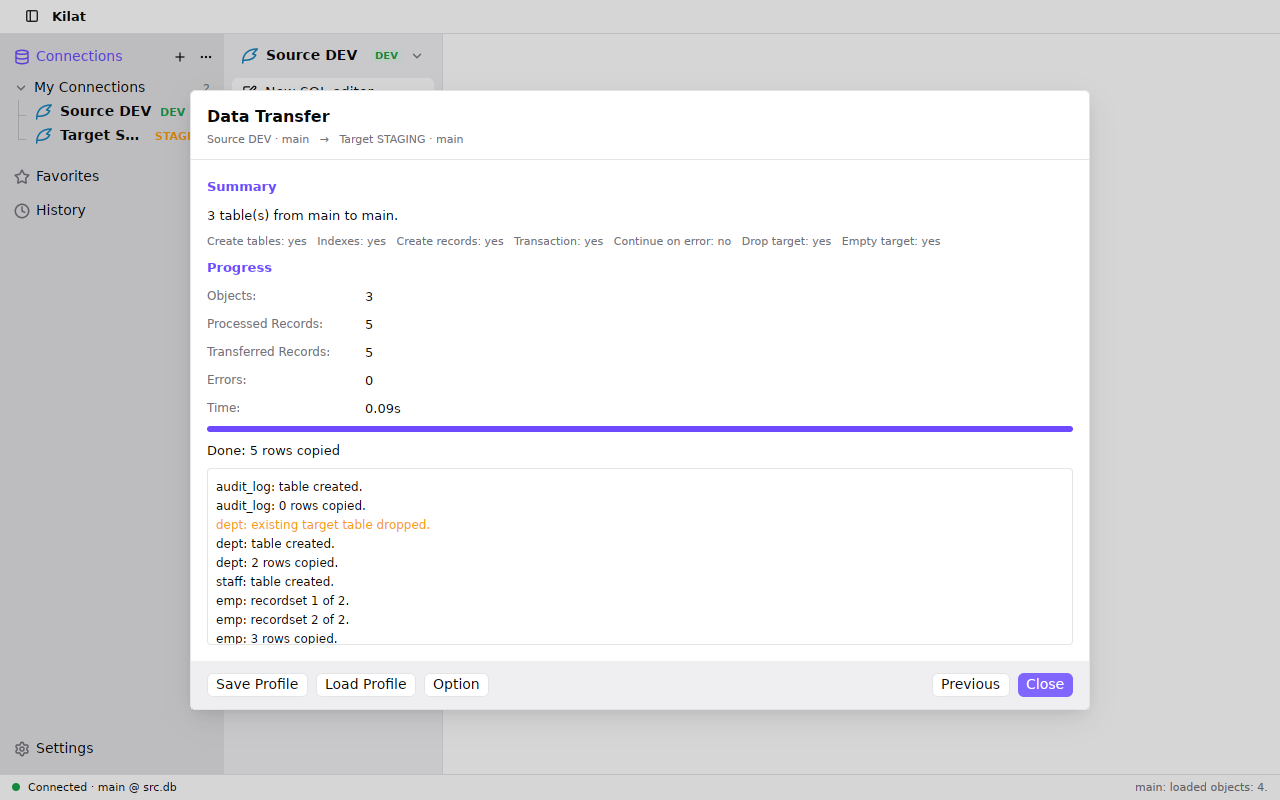 Kilat
Connections
My Connections 2
Source DEV DEV
Target S...
Favorites
History
Settings
Source DEV DEV
New SQL editor
Data Transfer
Source DEV · main → Target STAGING · main
Summary
3 table(s) from main to main.
Create tables: yes Indexes: yes Create records: yes Transaction: yes Continue on error: no Drop target: yes Empty target: yes
Progress
Objects: 3
Processed Records: 5
Transferred Records: 5
Errors: 0
Time: 0.09s
Done: 5 rows copied
audit_log: table created.
audit_log: 0 rows copied.
dept: existing target table dropped.
dept: table created.
dept: 2 rows copied.
staff: table created.
emp: recordset 1 of 2.
emp: recordset 2 of 2.
emp: 3 rows copied.
Save Profile Load Profile Option Previous Close
Connected · main @ src.db
main: loaded objects: 4.